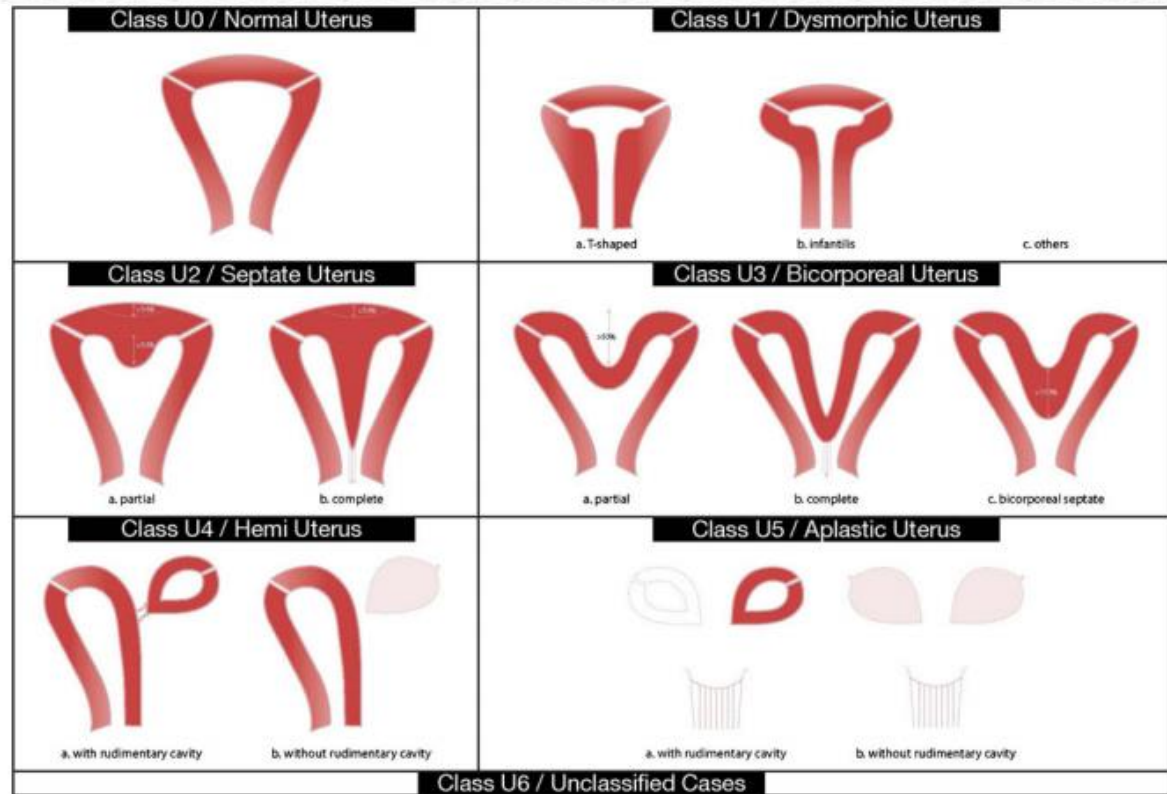 Class U0 / Normal Uterus
Class U1 / Dysmorphic Uterus
a. T-shaped
b. infantilis
c. others
Class U2 / Septate Uterus
a. partial
b. complete
Class U3 / Bicorporeal Uterus
>50%
a. partial
b. complete
c. bicorporeal septate
Class U4 / Hemi Uterus
a. with rudimentary cavity
b. without rudimentary cavity
Class U5 / Aplastic Uterus
a. with rudimentary cavity
b. without rudimentary cavity
Class U6 / Unclassified Cases